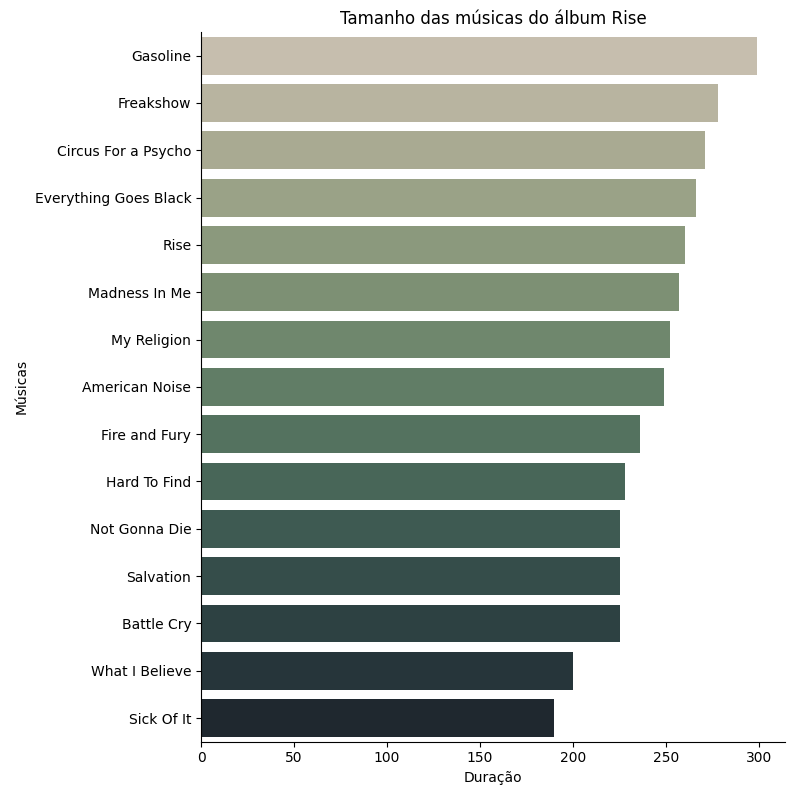 Tamanho das músicas do álbum Rise
Gasoline
Freakshow
Circus For a Psycho
Everything Goes Black
Rise
Madness In Me
My Religion
American Noise
Fire and Fury
Hard To Find
Not Gonna Die
Salvation
Battle Cry
What I Believe
Sick Of It
Músicas
0 50 100 150 200 250 300
Duração